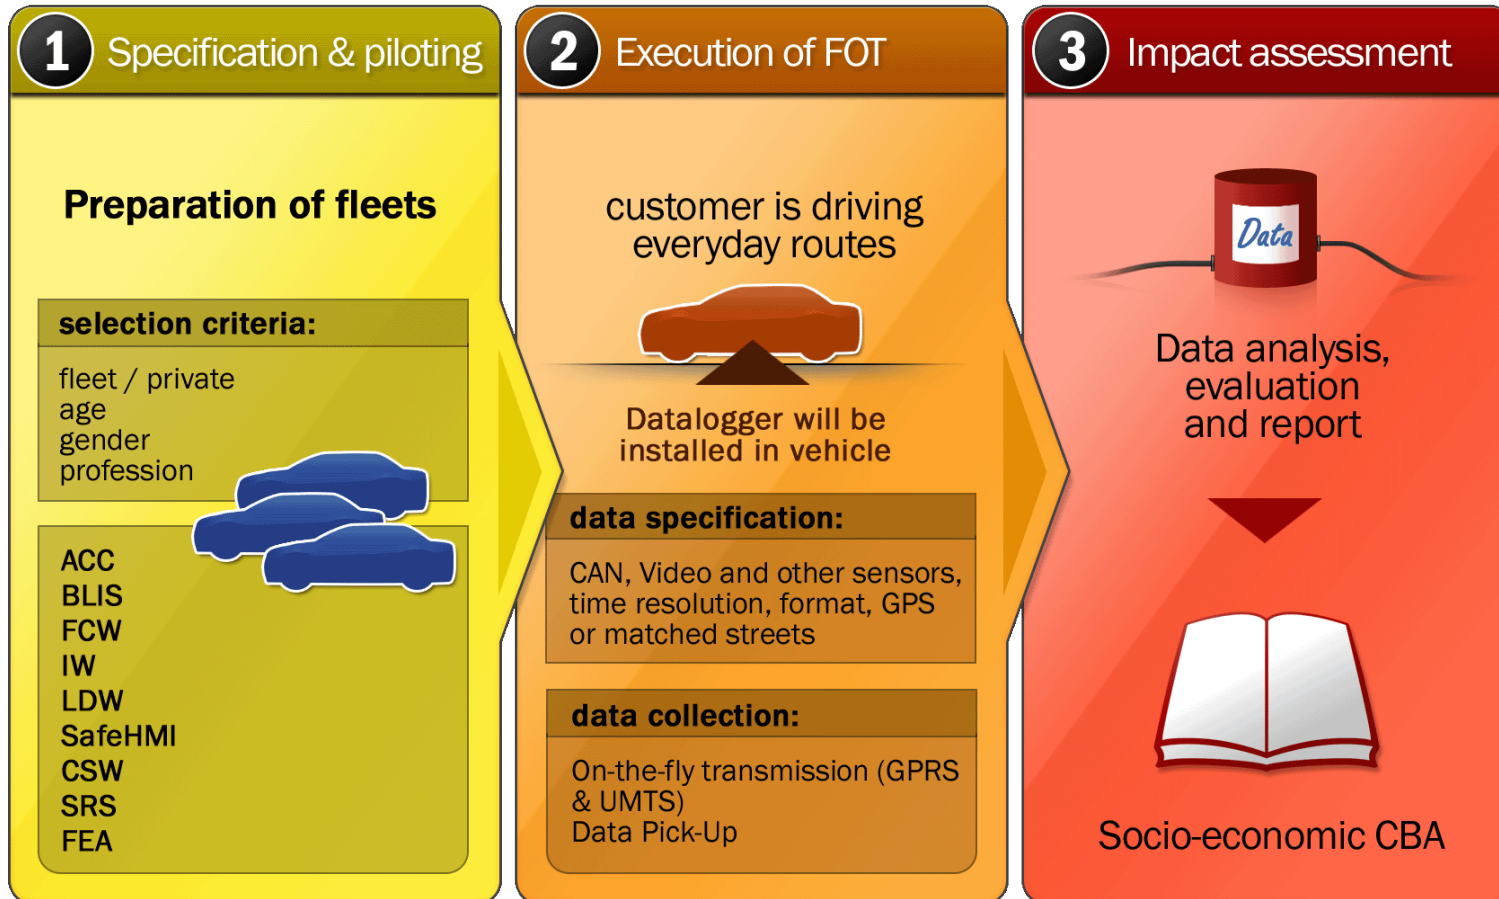 1 Specification & piloting
Preparation of fleets
selection criteria:
fleet / private
age
gender
profession
ACC
BLIS
FCW
IW
LDW
SafeHMI
CSW
SRS
FEA
2 Execution of FOT
customer is driving
everyday routes
Datalogger will be
installed in vehicle
data specification:
CAN, Video and other sensors,
time resolution, format, GPS
or matched streets
data collection:
On-the-fly transmission (GPRS
& UMTS)
Data Pick-Up
3 Impact assessment
Data
Data analysis,
evaluation
and report
Socio-economic CBA